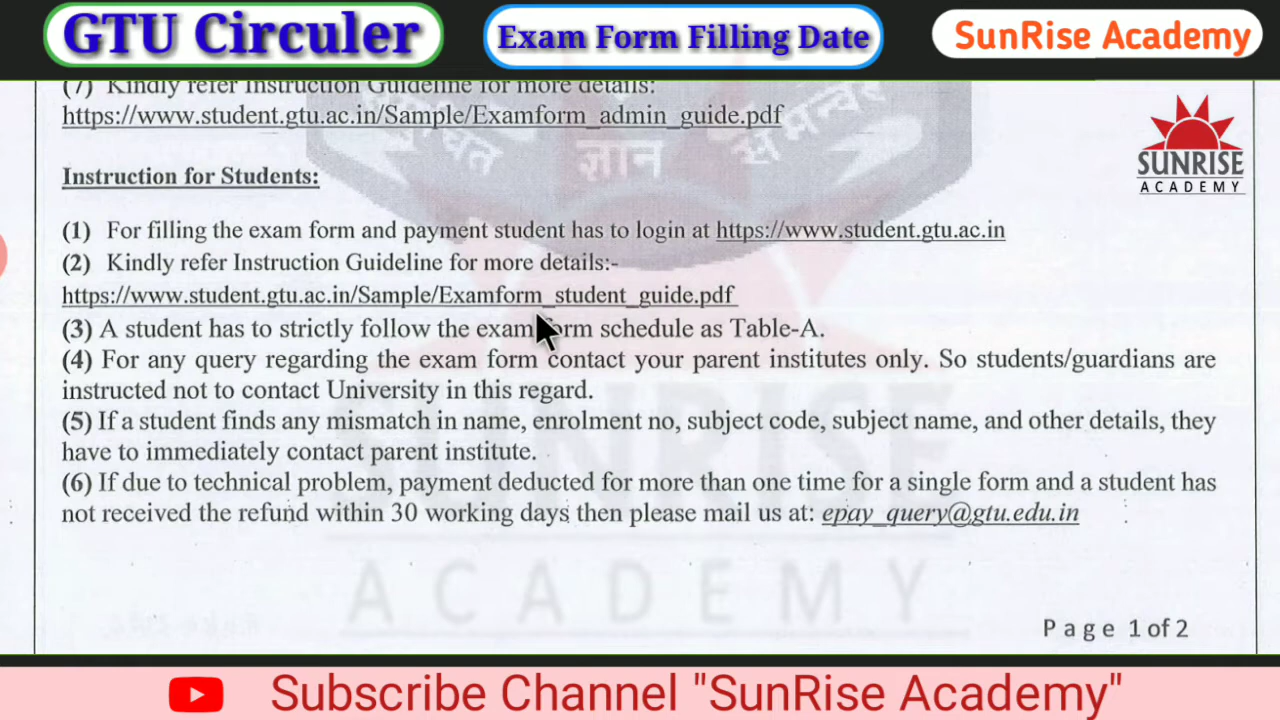 GTU Circuler
Exam Form Filling Date
SunRise Academy
(7) Kindly refer Instruction Guideline for more details:
https://www.student.gtu.ac.in/Sample/Examform_admin_guide.pdf
ज्ञान
SUNRISE
ACADEMY
Instruction for Students:
(1) For filling the exam form and payment student has to login at https://www.student.gtu.ac.in
(2) Kindly refer Instruction Guideline for more details:-
https://www.student.gtu.ac.in/Sample/Examform_student_guide.pdf
(3) A student has to strictly follow the exam form schedule as Table-A.
(4) For any query regarding the exam form contact your parent institutes only. So students/guardians are
instructed not to contact University in this regard.
(5) If a student finds any mismatch in name, enrolment no, subject code, subject name, and other details, they
have to immediately contact parent institute.
(6) If due to technical problem, payment deducted for more than one time for a single form and a student has
not received the refund within 30 working days then please mail us at: epay_query@gtu.edu.in
SUNRISE
ACADEMY
Page 1 of 2
Subscribe Channel "SunRise Academy"